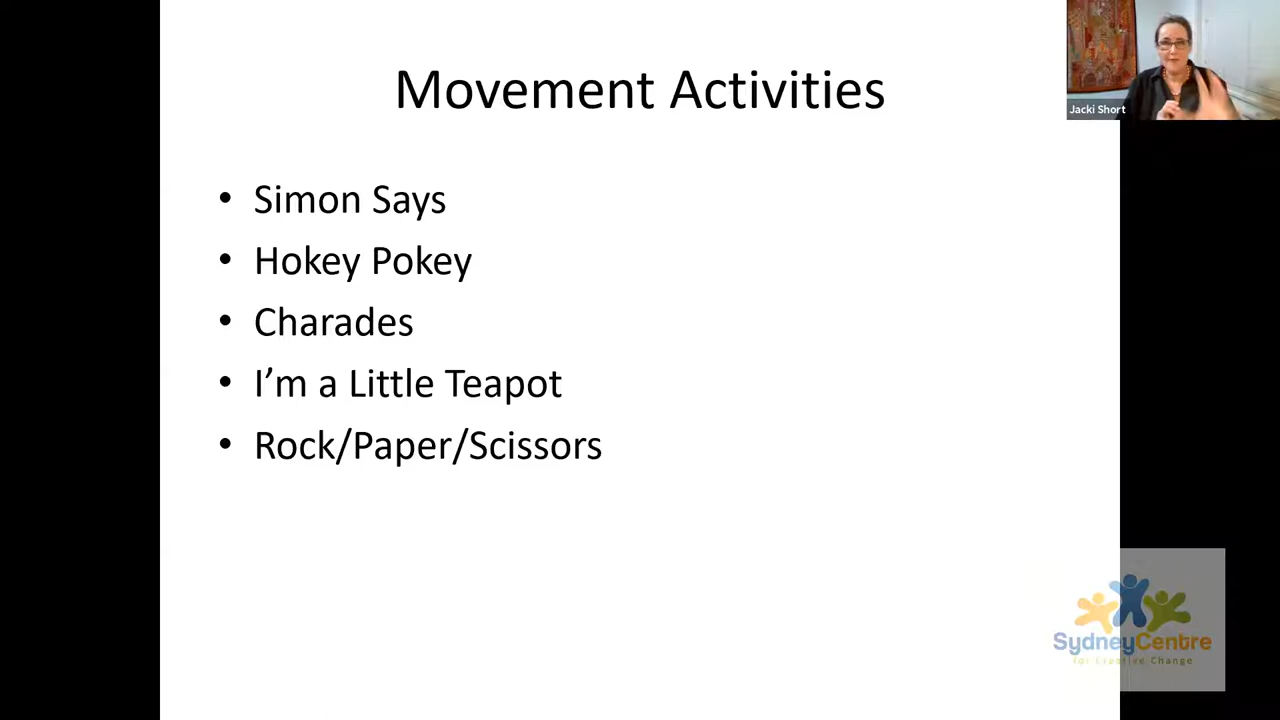 Movement Activities
Jacki Short
• Simon Says
• Hokey Pokey
• Charades
• I’m a Little Teapot
• Rock/Paper/Scissors
SydneyCentre
for Creative Change